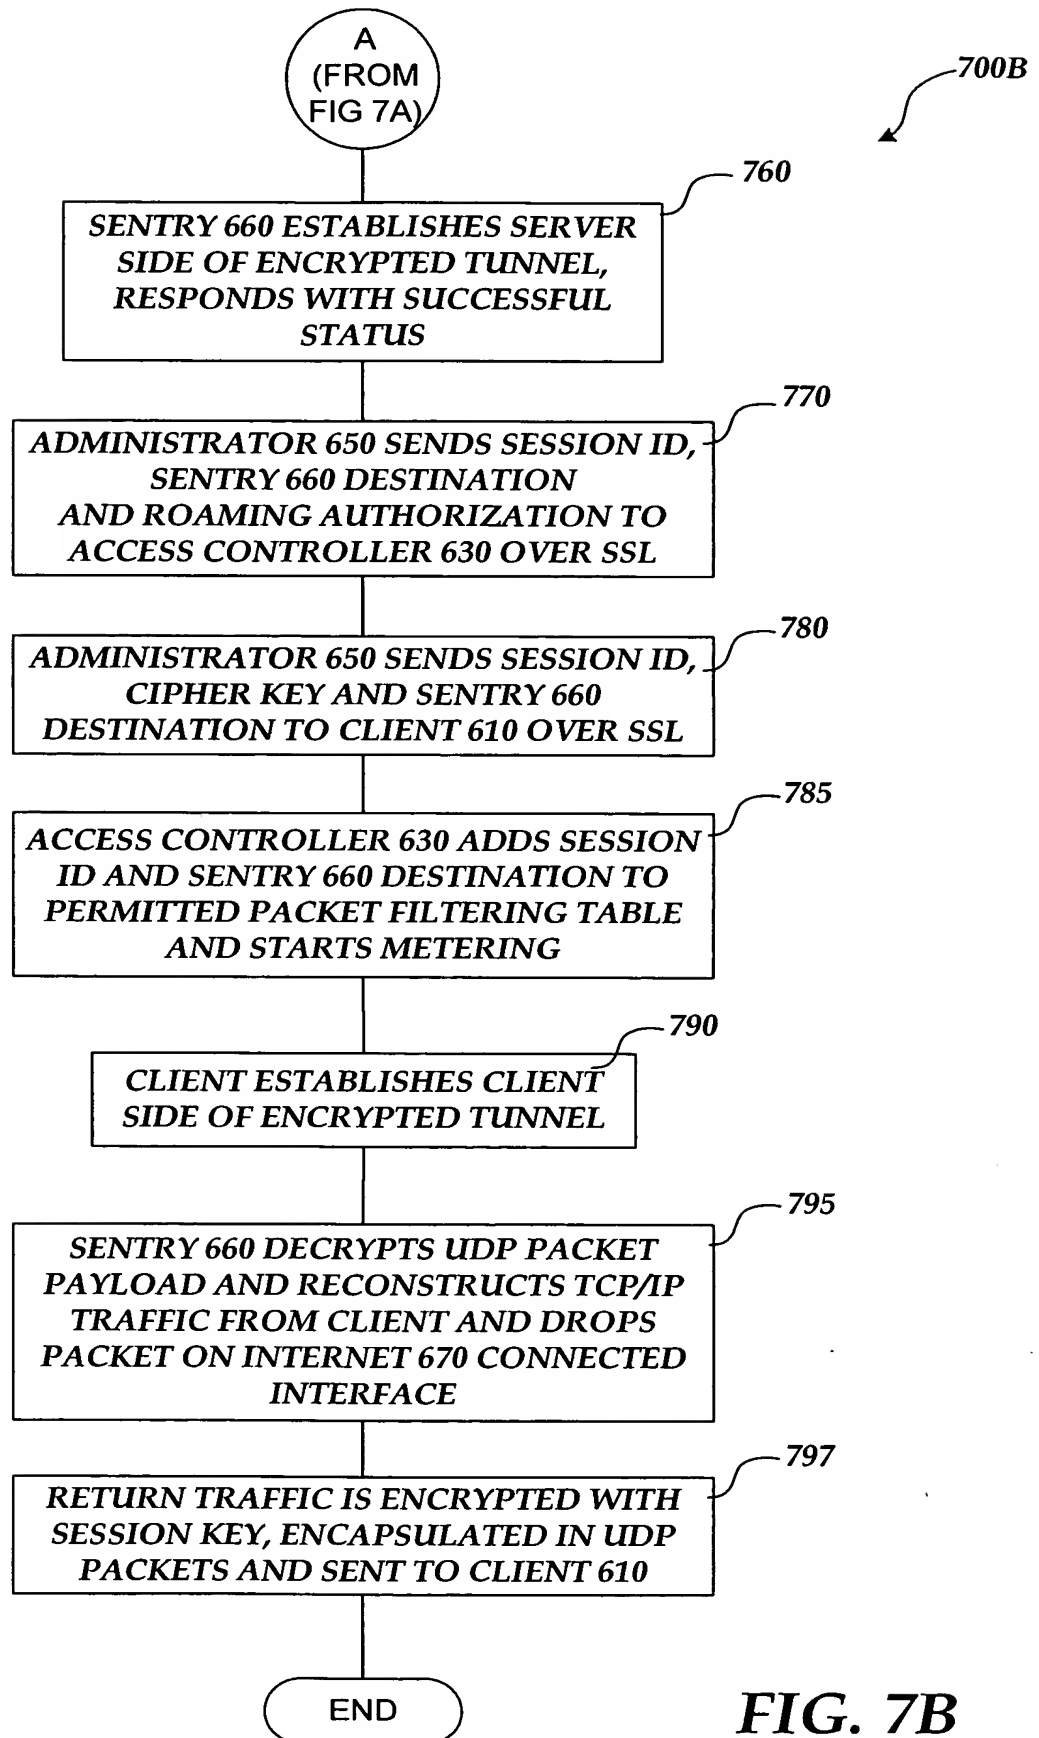 A
(FROM
FIG 7A)
700B
760
SENTRY 660 ESTABLISHES SERVER
SIDE OF ENCRYPTED TUNNEL,
RESPONDS WITH SUCCESSFUL
STATUS
770
ADMINISTRATOR 650 SENDS SESSION ID,
SENTRY 660 DESTINATION
AND ROAMING AUTHORIZATION TO
ACCESS CONTROLLER 630 OVER SSL
780
ADMINISTRATOR 650 SENDS SESSION ID,
CIPHER KEY AND SENTRY 660
DESTINATION TO CLIENT 610 OVER SSL
785
ACCESS CONTROLLER 630 ADDS SESSION
ID AND SENTRY 660 DESTINATION TO
PERMITTED PACKET FILTERING TABLE
AND STARTS METERING
790
CLIENT ESTABLISHES CLIENT
SIDE OF ENCRYPTED TUNNEL
795
SENTRY 660 DECRYPTS UDP PACKET
PAYLOAD AND RECONSTRUCTS TCP/IP
TRAFFIC FROM CLIENT AND DROPS
PACKET ON INTERNET 670 CONNECTED
INTERFACE
797
RETURN TRAFFIC IS ENCRYPTED WITH
SESSION KEY, ENCAPSULATED IN UDP
PACKETS AND SENT TO CLIENT 610
END
FIG. 7B